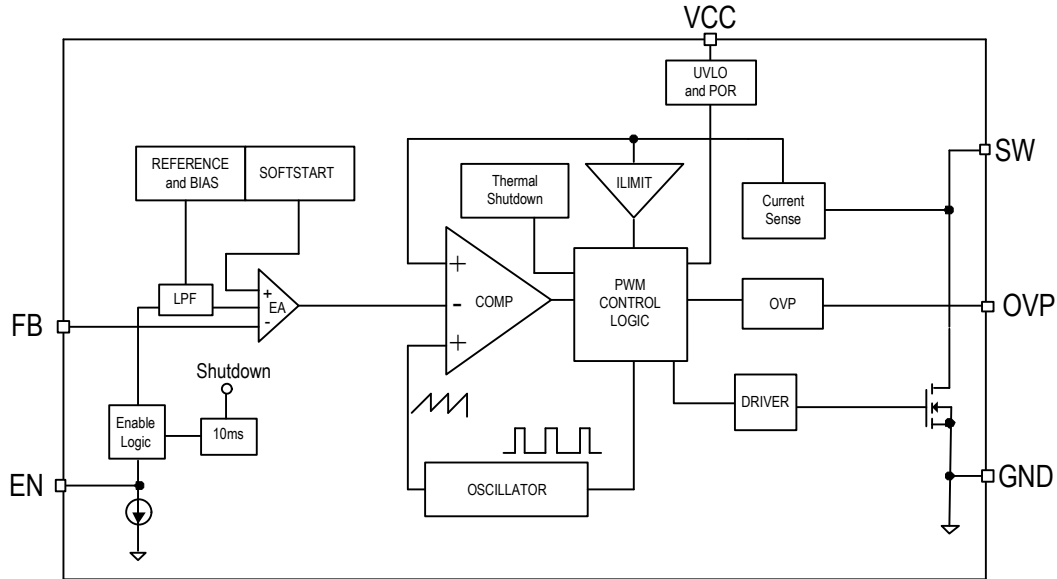 VCC
UVLO
and POR
REFERENCE
and BIAS
SOFTSTART
Thermal
Shutdown
ILIMIT
Current
Sense
SW
LPF
+
EA
-
+
-
+
COMP
PWM
CONTROL
LOGIC
OVP
OVP
FB
Shutdown
Enable
Logic
10ms
DRIVER
EN
OSCILLATOR
GND